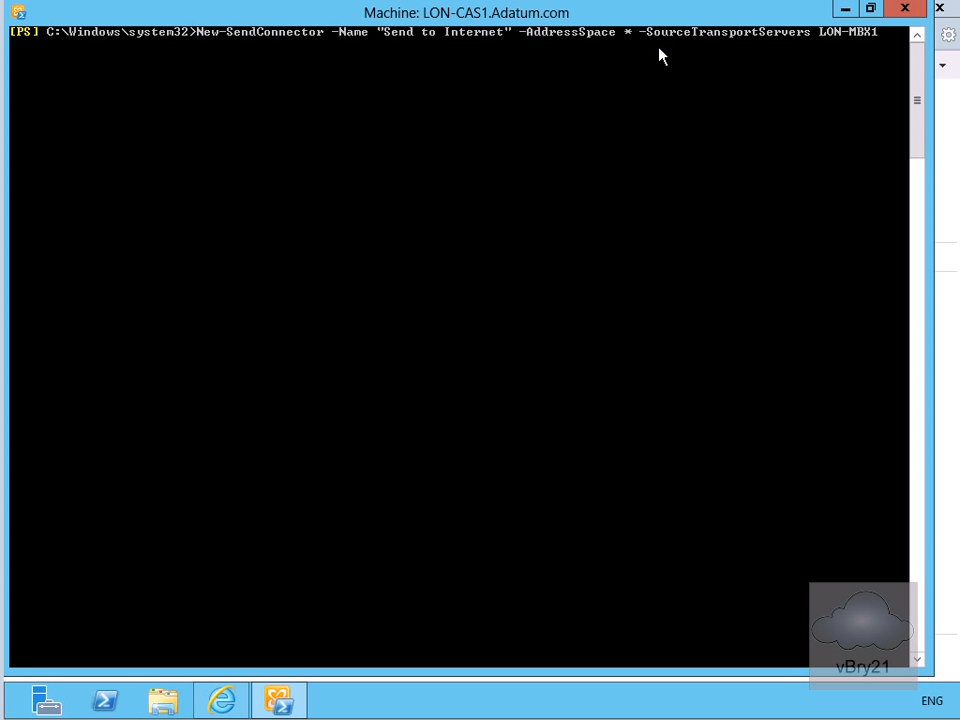 Machine: LON-CAS1.Adatum.com
[PS] C:\Windows\system32>New-SendConnector -Name "Send to Internet" -AddressSpace * -SourceTransportServers LON-MBX1
vBry21
ENG